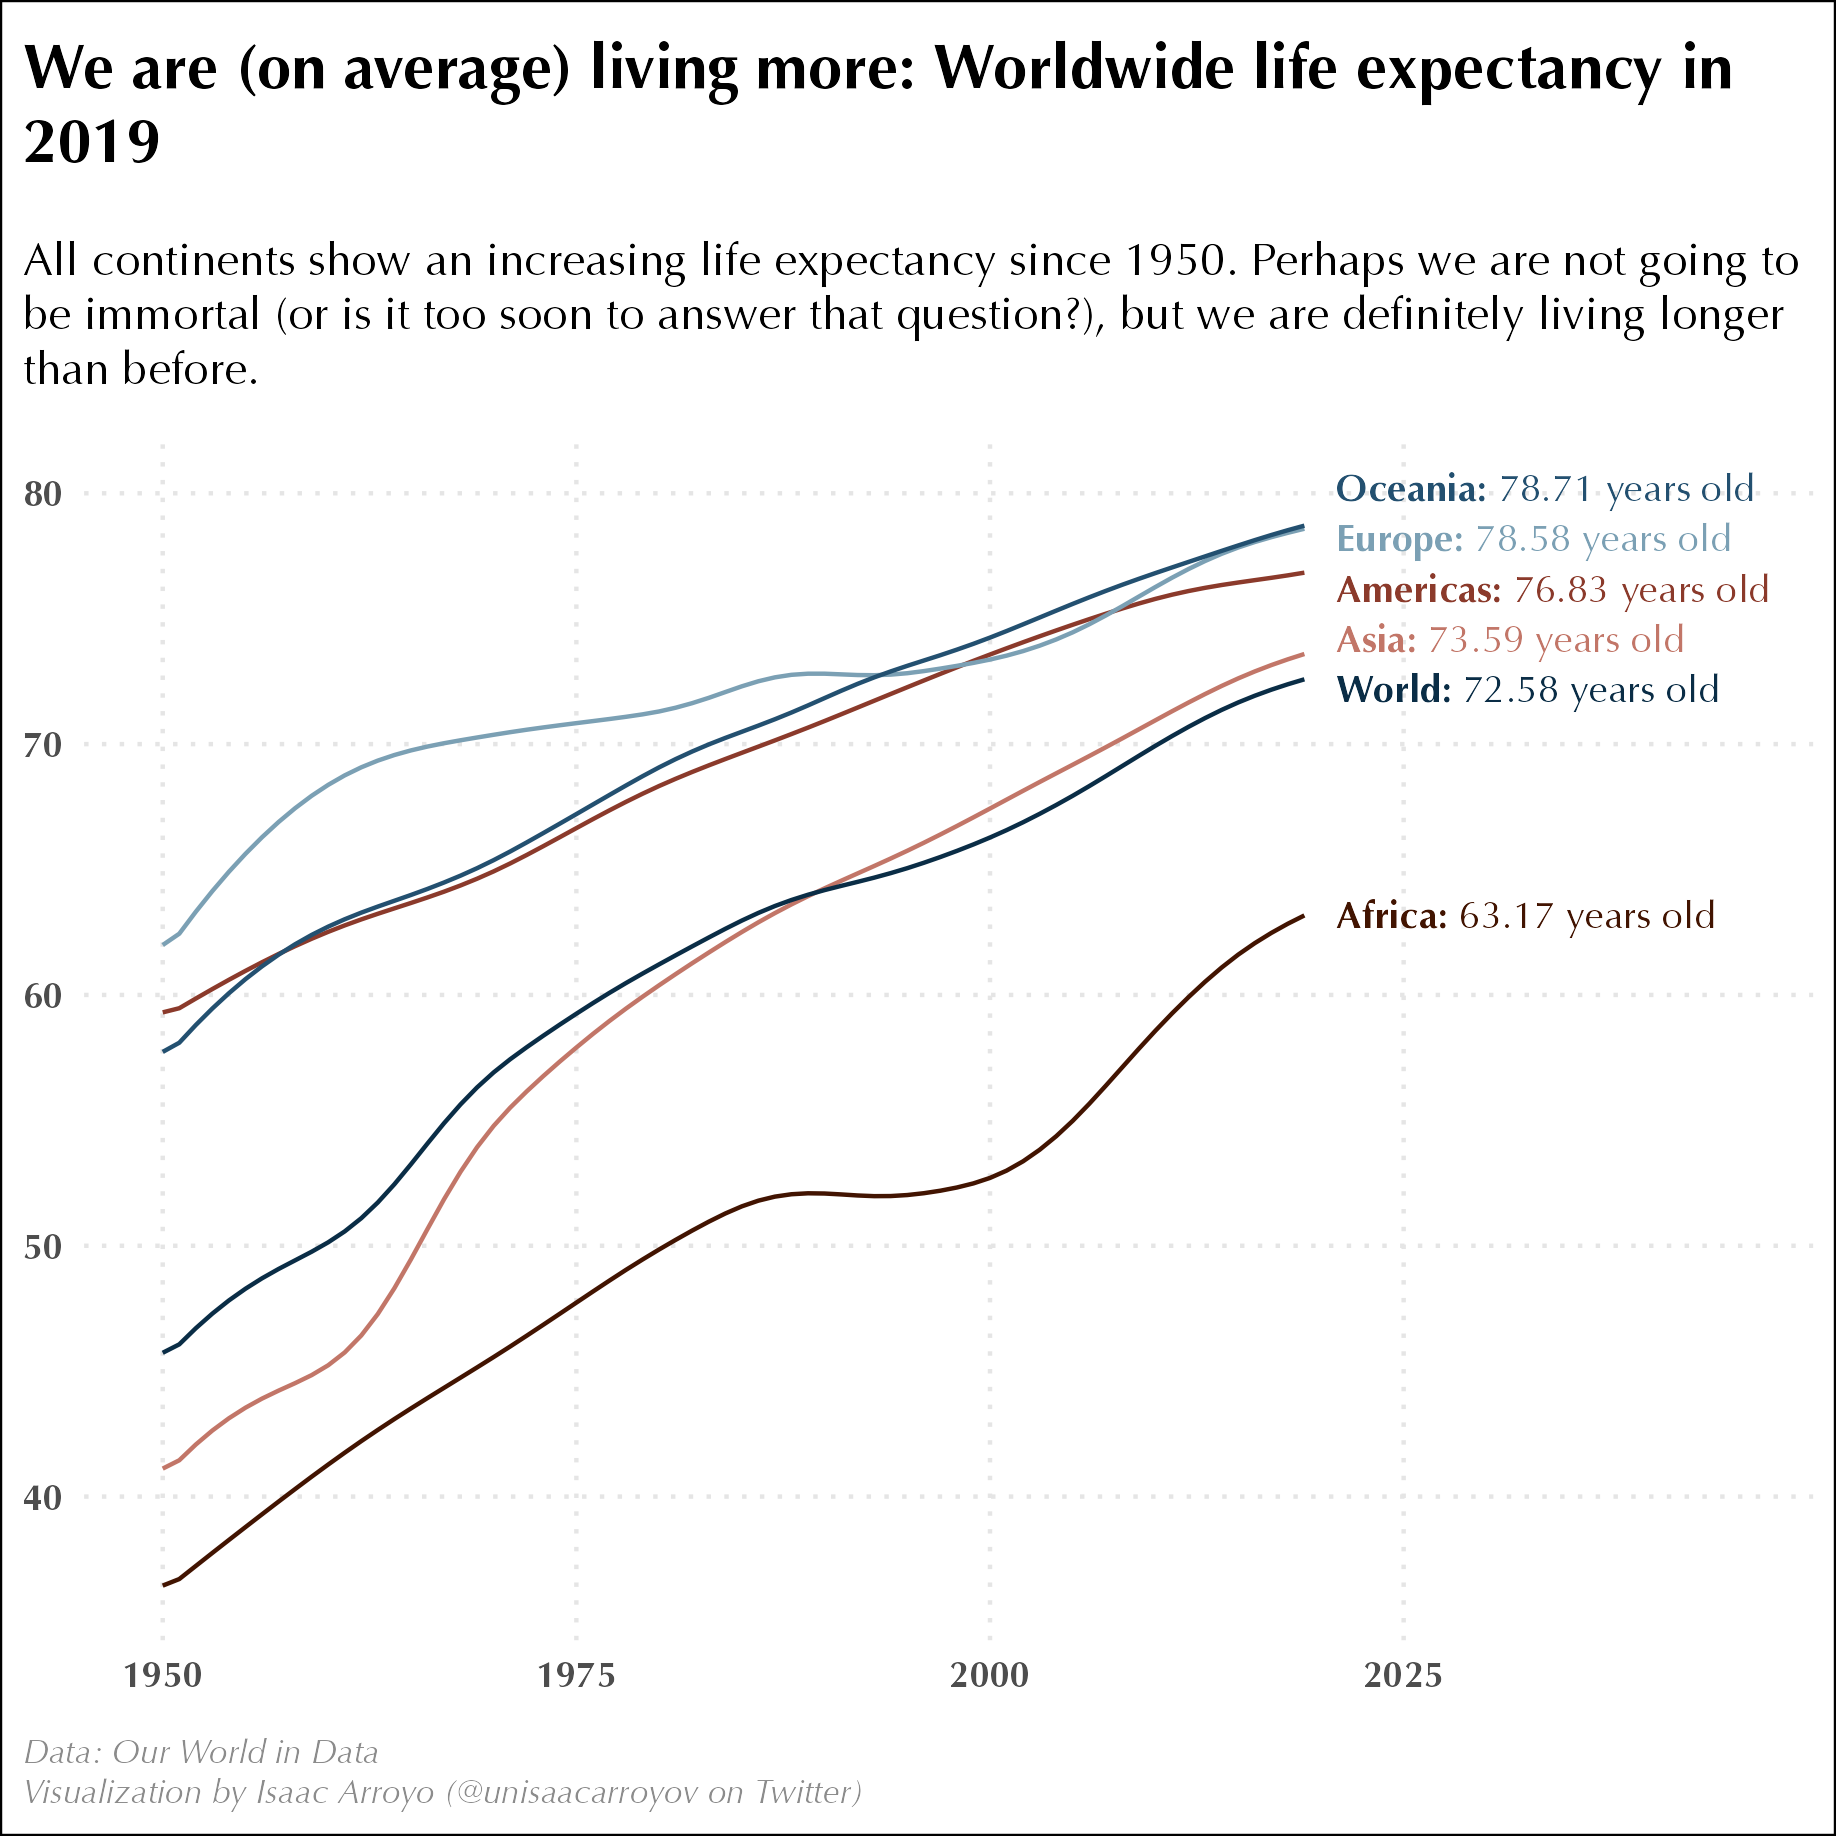 We are (on average) living more: Worldwide life expectancy in
2019
All continents show an increasing life expectancy since 1950. Perhaps we are not going to
be immortal (or is it too soon to answer that question?), but we are definitely living longer
than before.
80
70
60
50
40
Oceania: 78.71 years old
Europe: 78.58 years old
Americas: 76.83 years old
Asia: 73.59 years old
World: 72.58 years old
Africa: 63.17 years old
1950
1975
2000
2025
Data: Our World in Data
Visualization by Isaac Arroyo (@unisaacarroyov on Twitter)